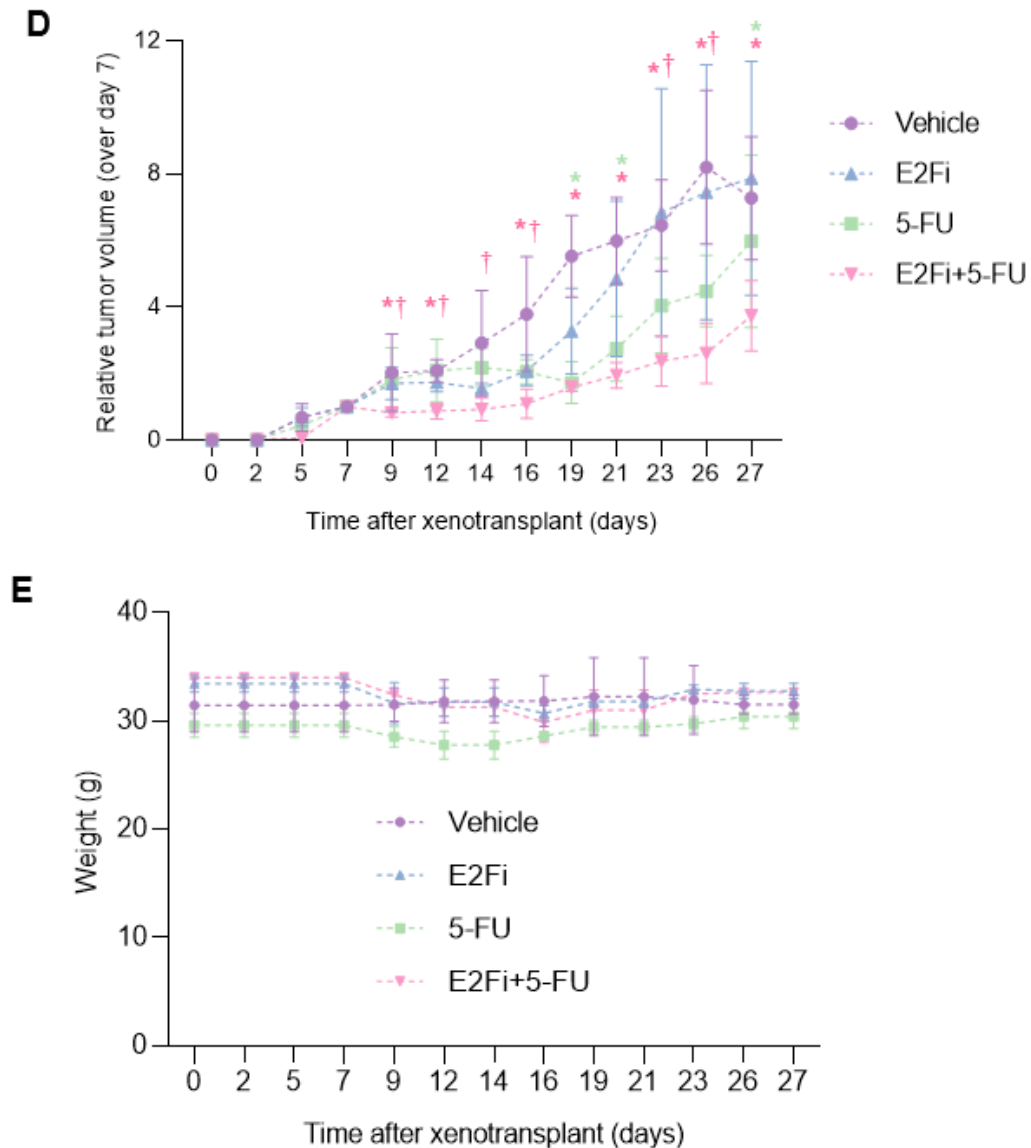 D
Relative tumor volume (over day 7)
12
8
4
0
* † * † † * † * * * * * † * † * *
0 2 5 7 9 12 14 16 19 21 23 26 27
Time after xenotransplant (days)
Vehicle
E2Fi
5-FU
E2Fi+5-FU
E
Weight (g)
40
30
20
10
0
Vehicle
E2Fi
5-FU
E2Fi+5-FU
0 2 5 7 9 12 14 16 19 21 23 26 27
Time after xenotransplant (days)